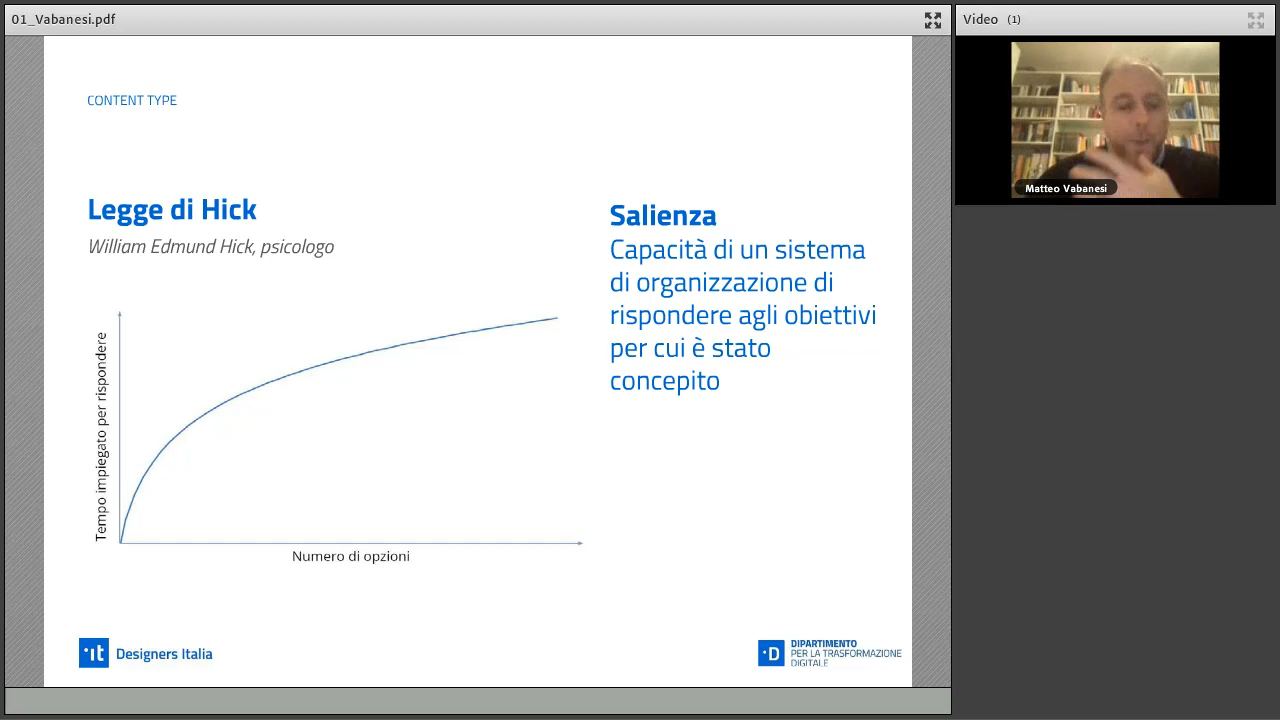 01_Vabanesi.pdf
Video (1)
CONTENT TYPE
Legge di Hick
William Edmund Hick, psicologo
Tempo impiegato per rispondere
Numero di opzioni
Salienza
Capacità di un sistema
di organizzazione di
rispondere agli obiettivi
per cui è stato
concepito
Matteo Vabanesi
·it Designers Italia
·D DIPARTIMENTO
PER LA TRASFORMAZIONE
DIGITALE